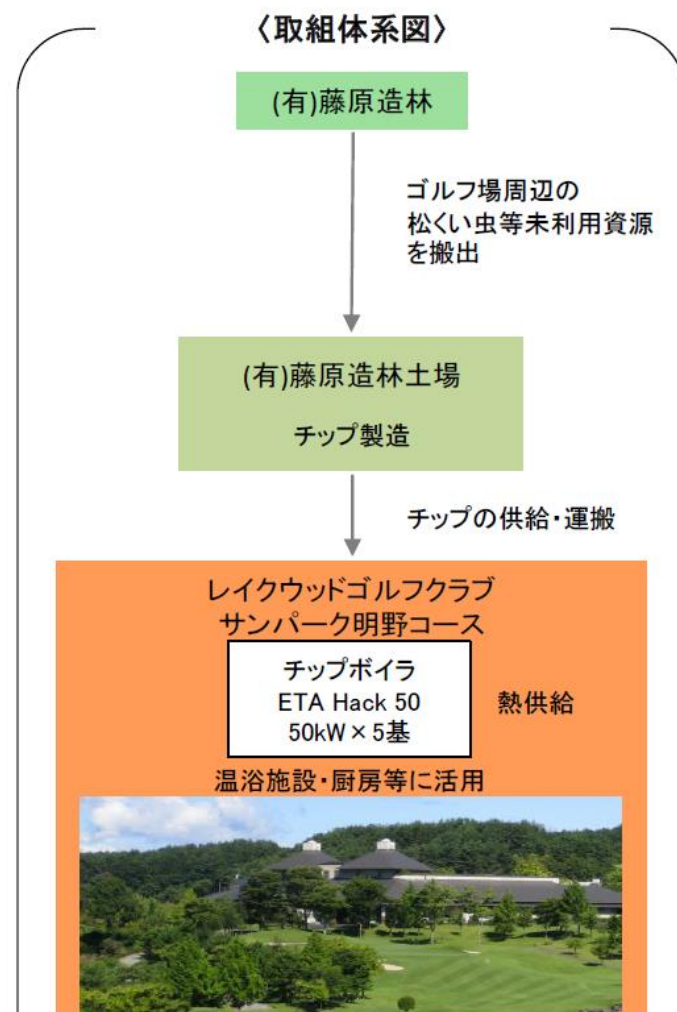 〈取組体系図〉
(有)藤原造林
ゴルフ場周辺の
松くい虫等未利用資源
を搬出
(有)藤原造林土場
チップ製造
チップの供給・運搬
レイクウッドゴルフクラブ
サンパーク明野コース
チップボイラ
ETA Hack 50
50kW×5基
熱供給
温浴施設・厨房等に活用